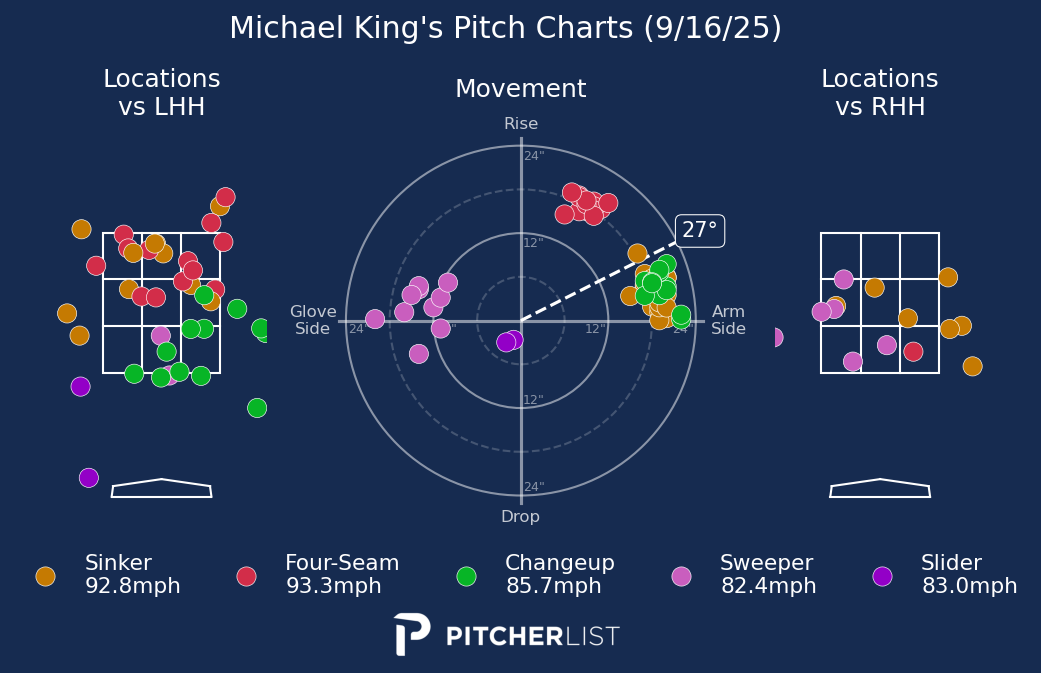 Michael King's Pitch Charts (9/16/25)
Locations
vs LHH
Movement
Locations
vs RHH
Rise
24"
12"
27°
Glove
Side
24"
"
12"
24"
Arm
Side
12"
24"
Drop
Sinker
92.8mph
Four-Seam
93.3mph
Changeup
85.7mph
Sweeper
82.4mph
Slider
83.0mph
PITCHERLIST